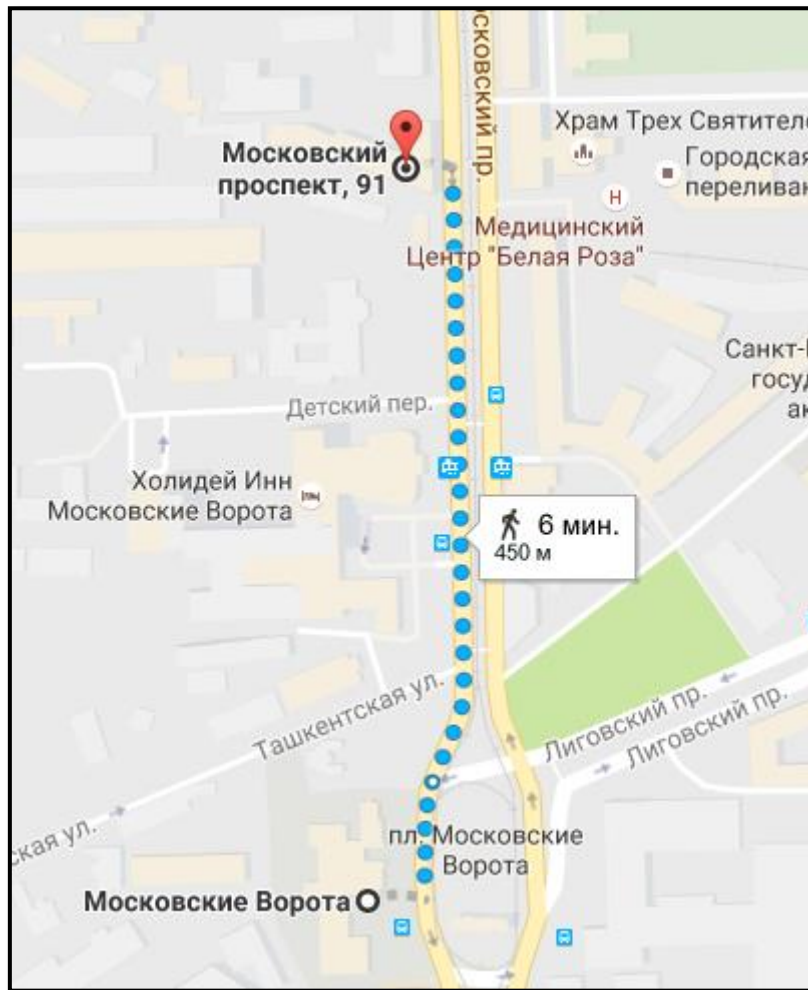 осковский пр.
Храм Трех Святител
Городская
переливан
Московский
проспект, 91
Н
Медицинский
Центр "Белая Роза"
Санкт-
госуд
ак
Детский пер.
Холидей Инн
Московские Ворота
6 мин.
450 м
Ташкентская ул.
Лиговский пр.
Лиговский пр.
ская ул.
пл. Московские
Ворота
Московские Ворота